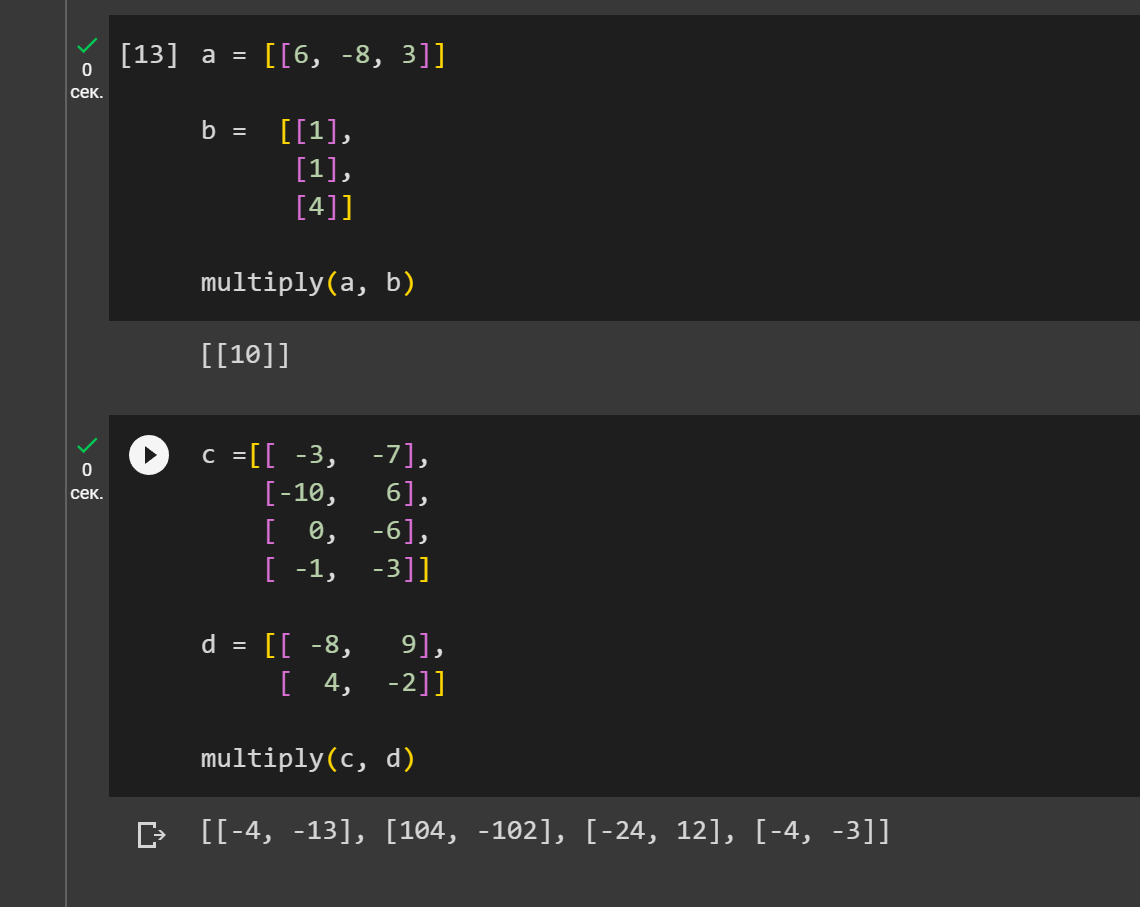 [13] a = [[6, -8, 3]]
0
сек.
b =  [[1],
[1],
[4]]
multiply(a, b)
[[10]]
c =[[ -3,  -7],
0
[-10,   6],
сек.
[  0,  -6],
[ -1,  -3]]
d = [[ -8,   9],
[  4,  -2]]
multiply(c, d)
[[-4, -13], [104, -102], [-24, 12], [-4, -3]]